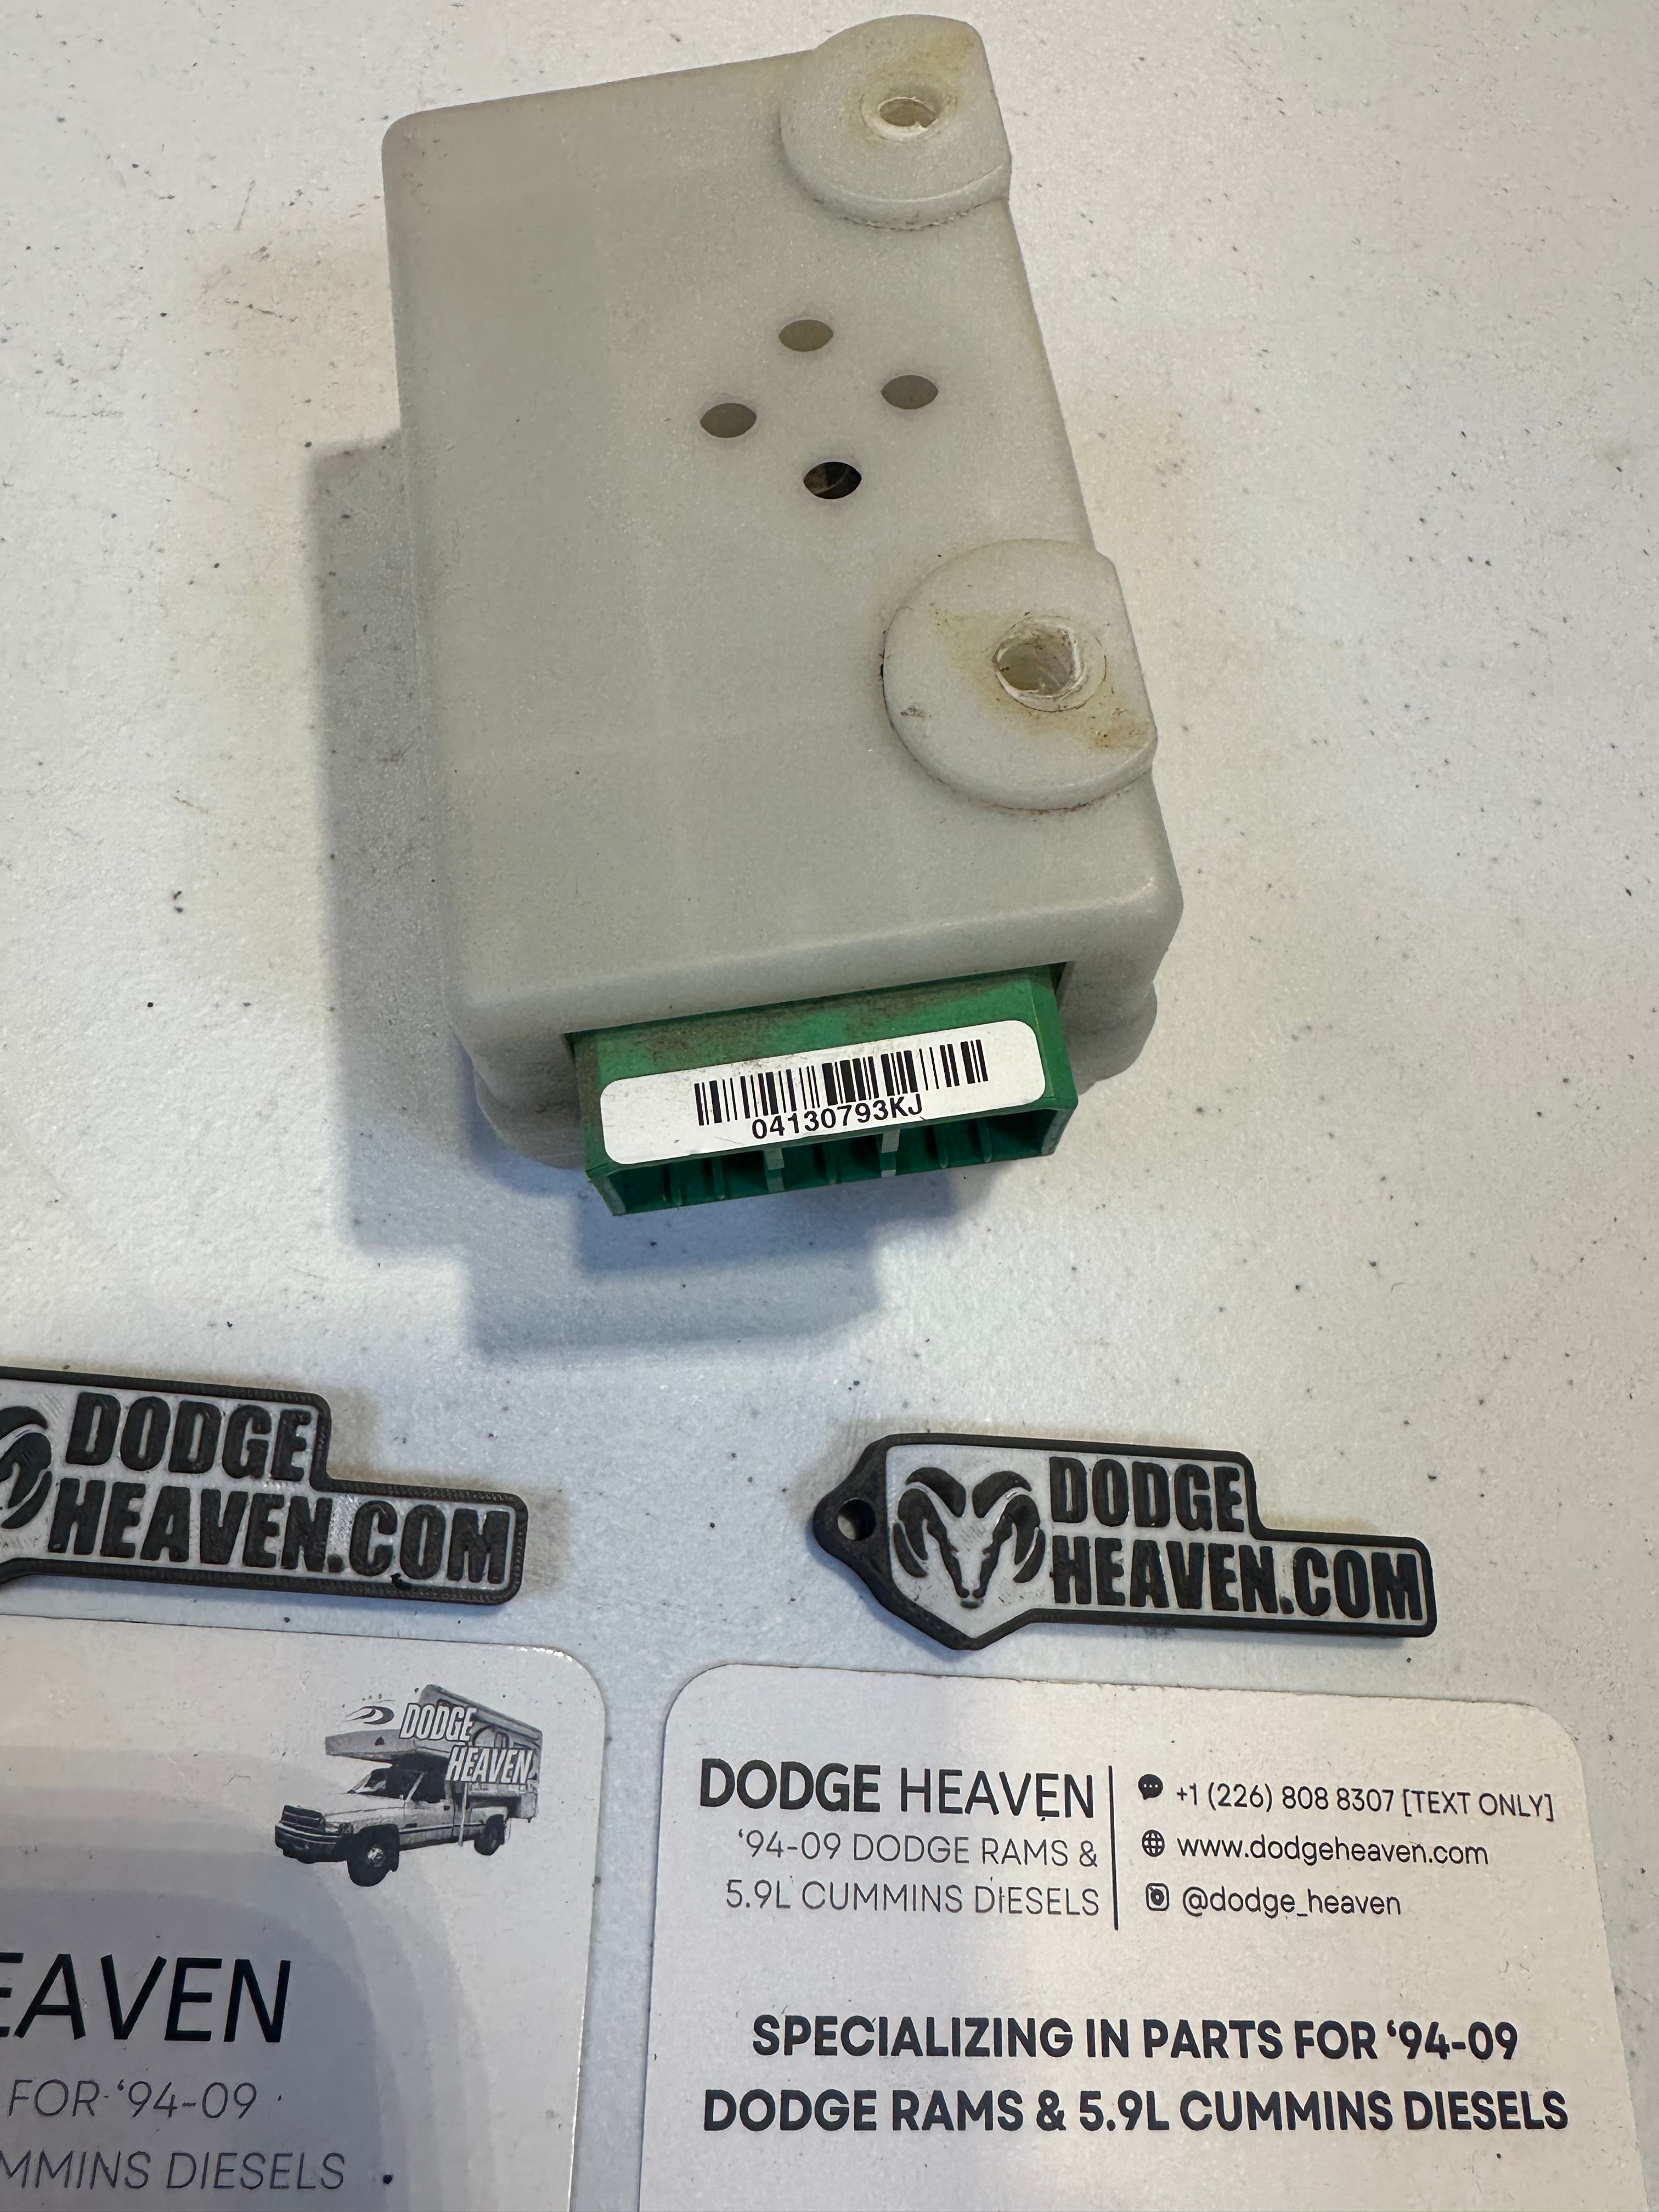 04130793KJ
DODGE
HEAVEN.COM
DODGE
HEAVEN.COM
DODGE
HEAVEN
EAVEN
FOR '94-09
MMINS DIESELS
DODGE HEAVEN
'94-09 DODGE RAMS &
5.9L CUMMINS DIESELS
+1 (226) 808 8307 [TEXT ONLY]
www.dodgeheaven.com
@dodge_heaven
SPECIALIZING IN PARTS FOR '94-09
DODGE RAMS & 5.9L CUMMINS DIESELS